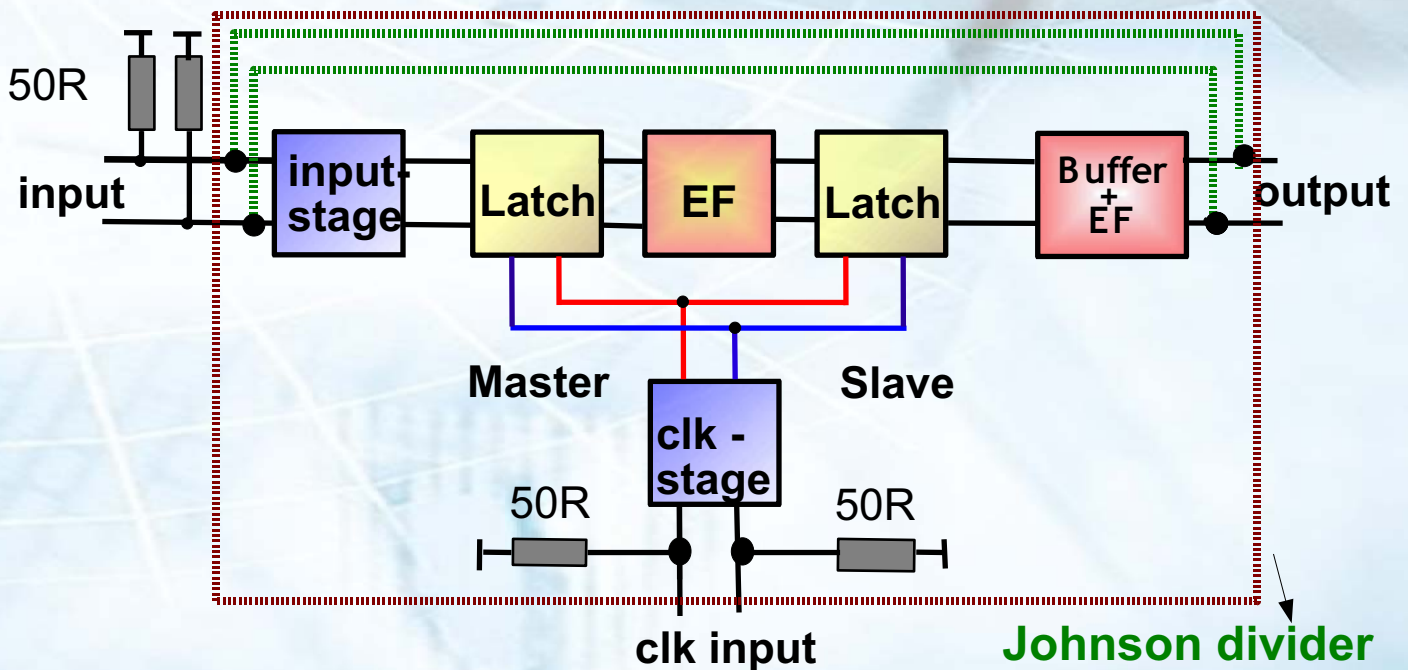 50R
input
input-
stage
Latch
EF
Latch
Buffer
+
EF
output
Master
Slave
clk -
stage
50R
50R
clk input
Johnson divider